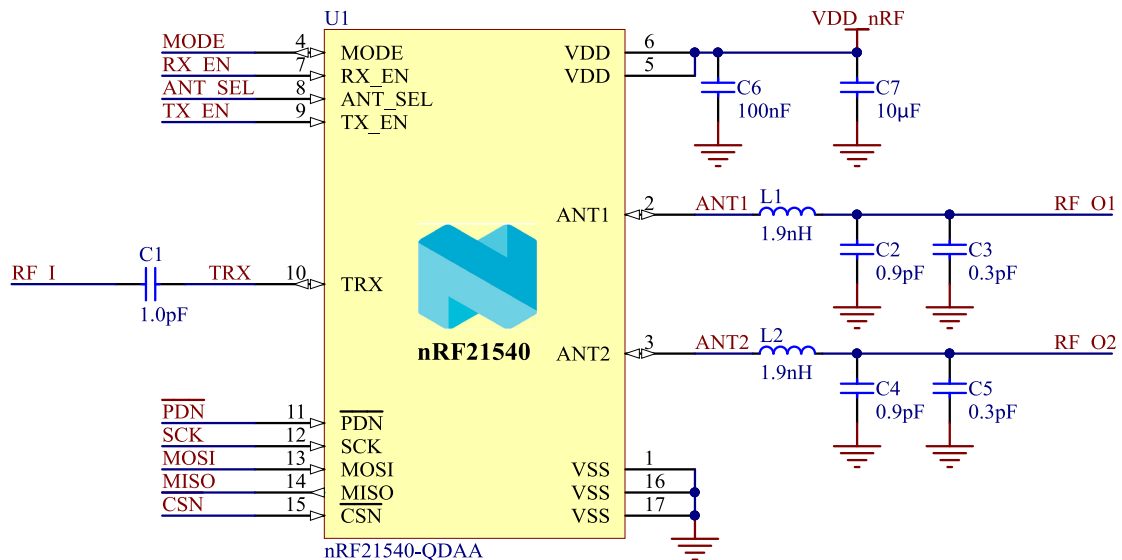 U1
VDD_nRF
MODE 4 MODE VDD 6
RX_EN 7 RX_EN VDD 5
ANT_SEL 8 ANT_SEL
TX_EN 9 TX_EN
C6
100nF
C7
10µF
ANT1 2 ANT1 L1 RF_O1
1.9nH
C2
0.9pF
C3
0.3pF
RF_I C1 TRX 10 TRX
1.0pF
nRF21540
ANT2 3 ANT2 L2 RF_O2
1.9nH
C4
0.9pF
C5
0.3pF
PDN 11 PDN
SCK 12 SCK
MOSI 13 MOSI VSS 1
MISO 14 MISO VSS 16
CSN 15 CSN VSS 17
nRF21540-QDAA